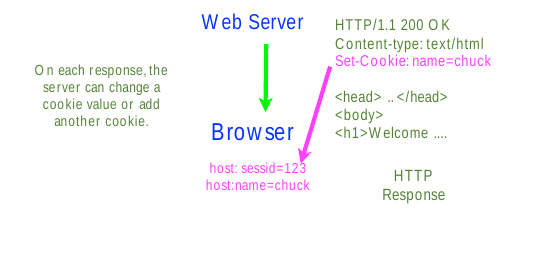 Web Server
HTTP/1.1 200 OK
Content-type: text/html
Set-Cookie: name=chuck
<head> .. </head>
<body>
<h1>Welcome ....
On each response, the
server can change a
cookie value or add
another cookie.
Browser
host: sessid=123
host:name=chuck
HTTP
Response